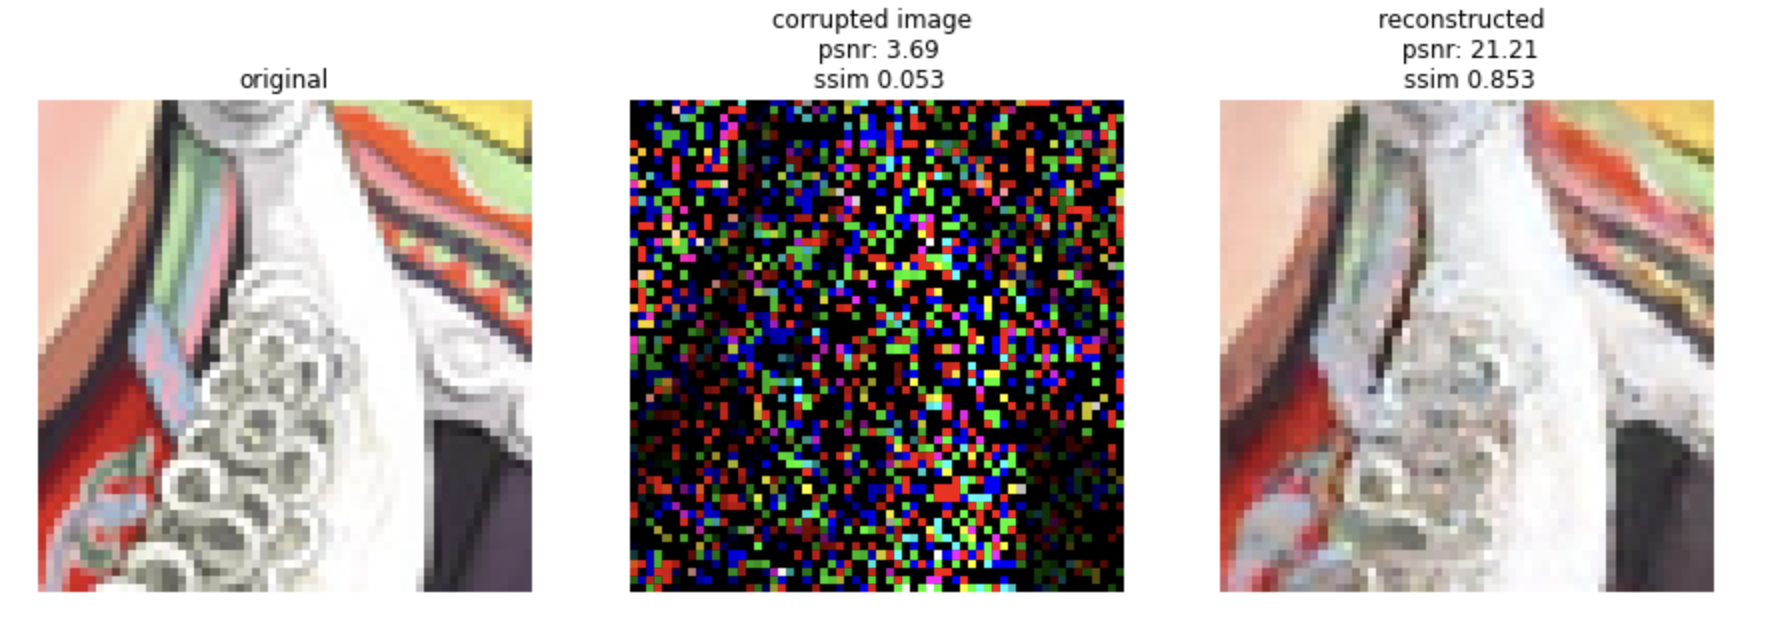 original
corrupted image
psnr: 3.69
ssim 0.053
reconstructed
psnr: 21.21
ssim 0.853